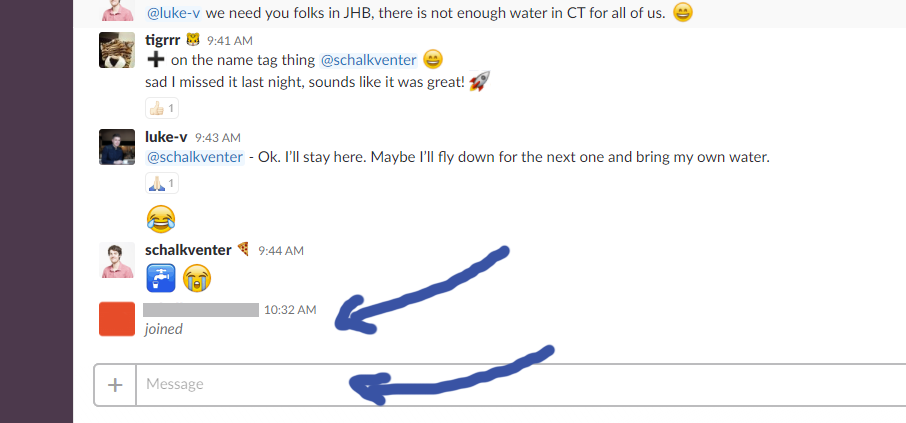 @luke-v we need you folks in JHB, there is not enough water in CT for all of us.
tigrrr 9:41 AM
on the name tag thing @schalkventer
sad I missed it last night, sounds like it was great!
1
luke-v 9:43 AM
@schalkventer - Ok. I'll stay here. Maybe I'll fly down for the next one and bring my own water.
1
schalkventer 9:44 AM
10:32 AM
joined
+ Message